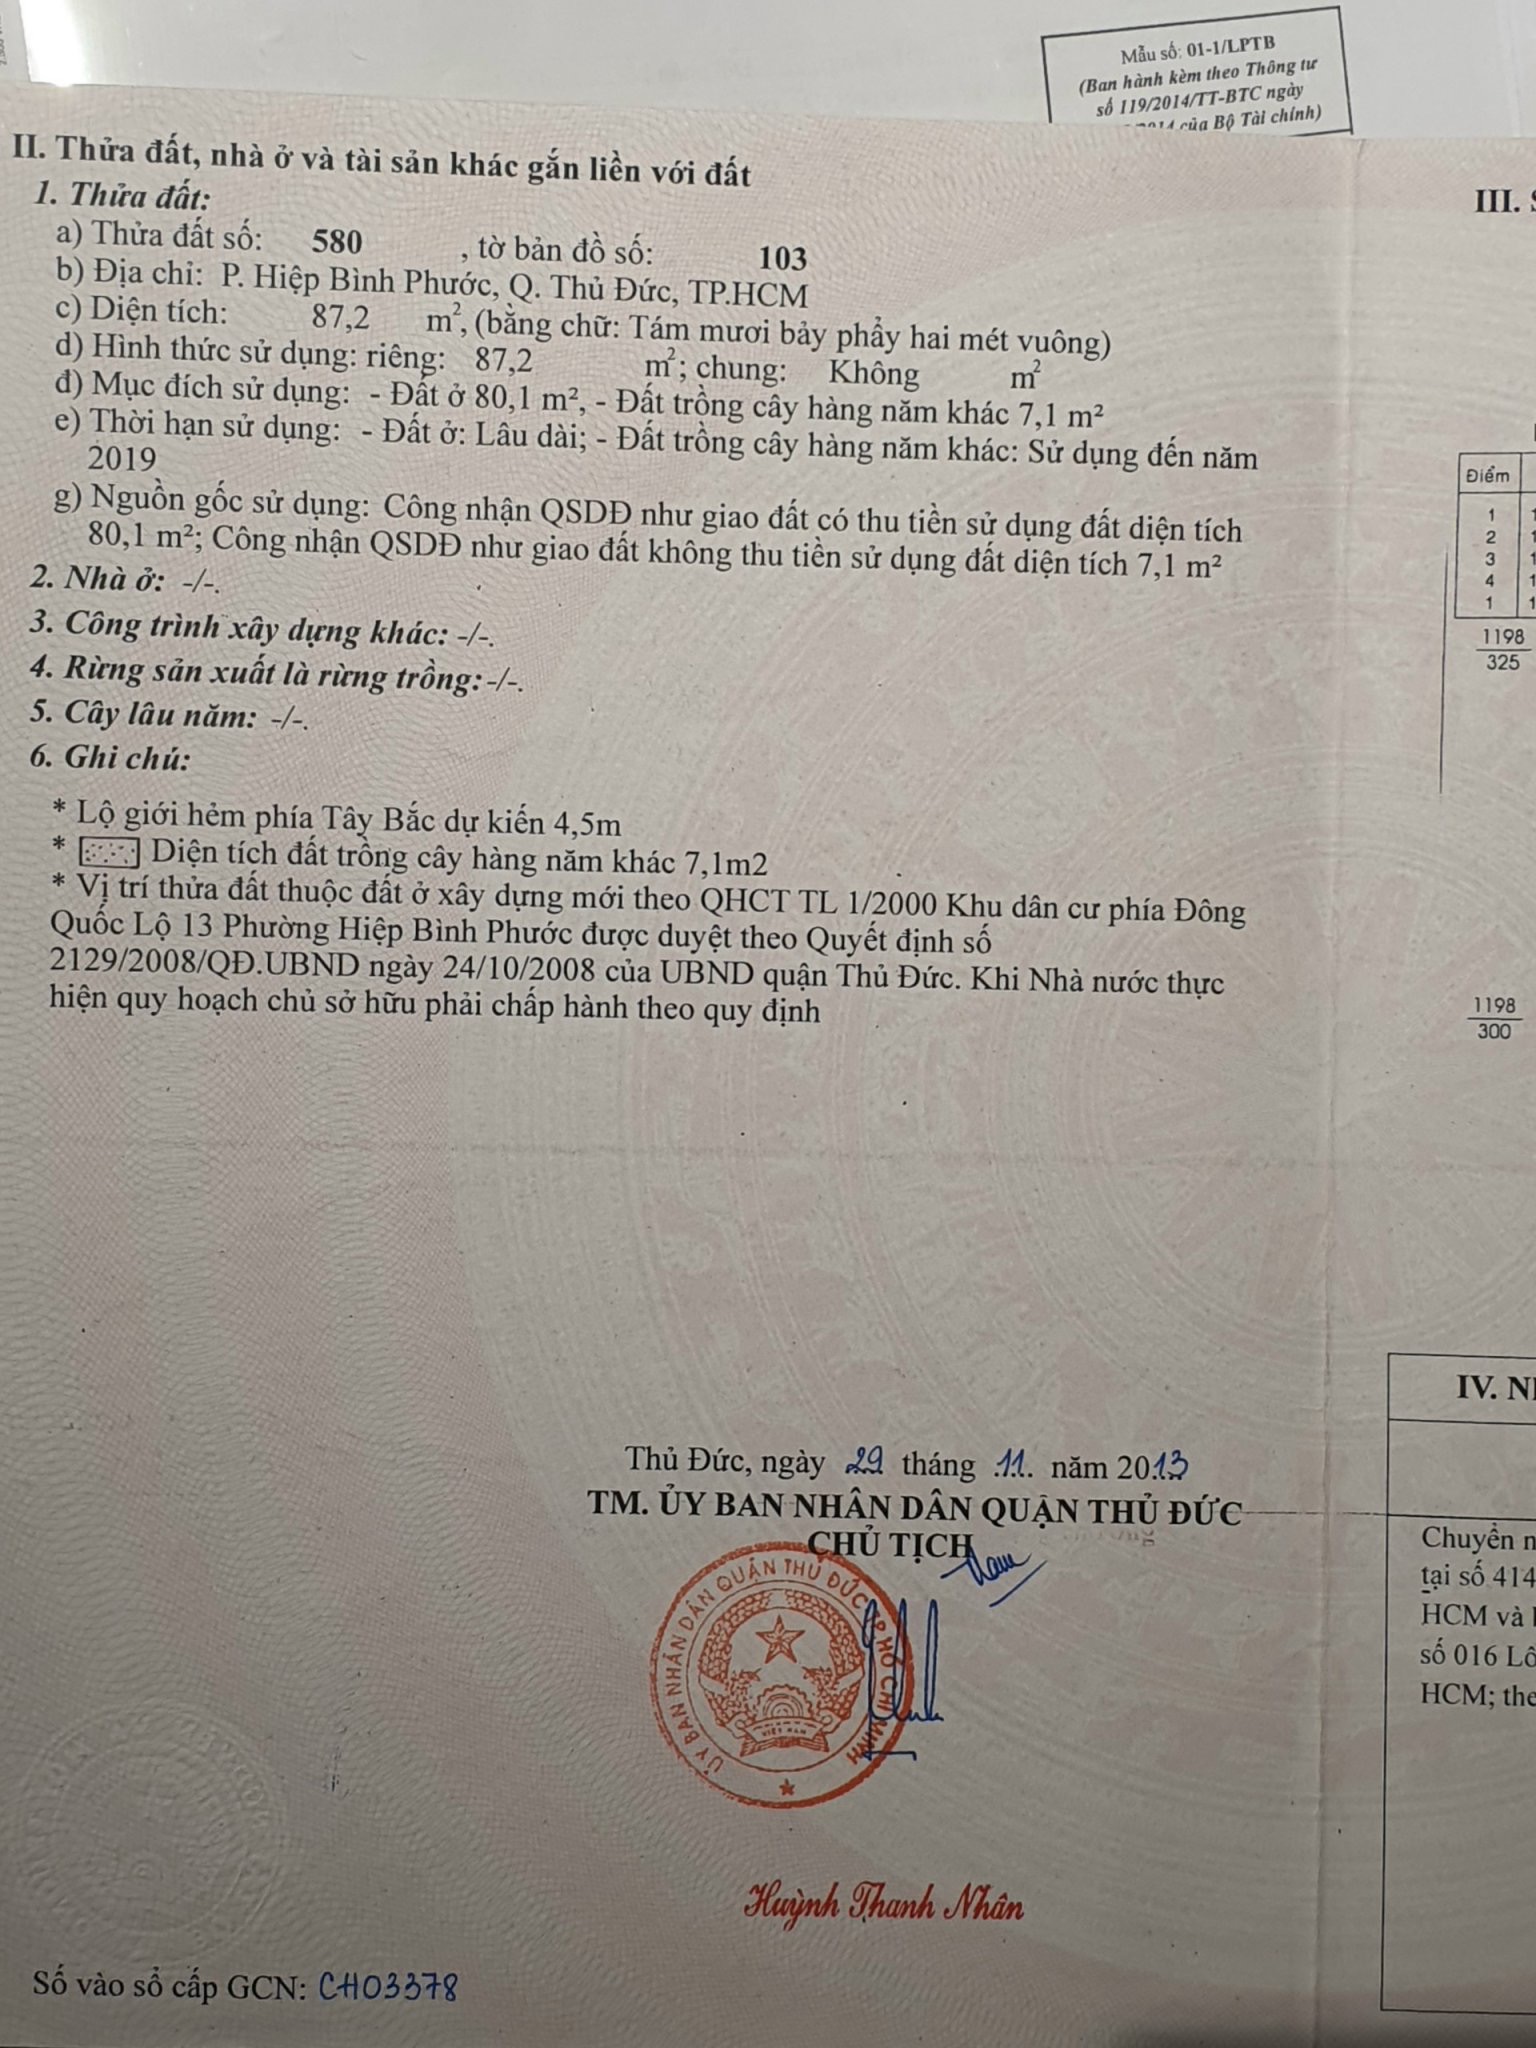 Mẫu số: 01-1/LPTB
(Ban hành kèm theo Thông tư
số 119/2014/TT-BTC ngày
2014 của Bộ Tài chính)
II. Thửa đất, nhà ở và tài sản khác gắn liền với đất
1. Thửa đất:
a) Thửa đất số: 580 , tờ bản đồ số: 103
b) Địa chỉ: P. Hiệp Bình Phước, Q. Thủ Đức, TP.HCM
c) Diện tích: 87,2 m², (bằng chữ: Tám mươi bảy phẩy hai mét vuông)
d) Hình thức sử dụng: riêng: 87,2 m²; chung: Không m²
đ) Mục đích sử dụng: - Đất ở 80,1 m², - Đất trồng cây hàng năm khác 7,1 m²
e) Thời hạn sử dụng: - Đất ở: Lâu dài; - Đất trồng cây hàng năm khác: Sử dụng đến năm
2019
g) Nguồn gốc sử dụng: Công nhận QSDĐ như giao đất có thu tiền sử dụng đất diện tích
80,1 m²; Công nhận QSDĐ như giao đất không thu tiền sử dụng đất diện tích 7,1 m²
2. Nhà ở: -/-.
3. Công trình xây dựng khác: -/-.
4. Rừng sản xuất là rừng trồng: -/-.
5. Cây lâu năm: -/-.
6. Ghi chú:
* Lộ giới hẻm phía Tây Bắc dự kiến 4,5m
* Diện tích đất trồng cây hàng năm khác 7,1m2
* Vị trí thửa đất thuộc đất ở xây dựng mới theo QHCT TL 1/2000 Khu dân cư phía Đông
Quốc Lộ 13 Phường Hiệp Bình Phước được duyệt theo Quyết định số
2129/2008/QĐ.UBND ngày 24/10/2008 của UBND quận Thủ Đức. Khi Nhà nước thực
hiện quy hoạch chủ sở hữu phải chấp hành theo quy định
Thủ Đức, ngày 29 tháng 11 năm 2013
TM. ỦY BAN NHÂN DÂN QUẬN THỦ ĐỨC
CHỦ TỊCH
ỦY BAN NHÂN DÂN QUẬN THỦ ĐỨC TP HỒ CHÍ MINH
VIỆT NAM
Huỳnh Thanh Nhân
Số vào sổ cấp GCN: CH03378
III.
Điểm
1
2
3
4
1
1198
325
1198
300
IV.
Chuyển
tại số 414
HCM và
số 016 Lô
HCM;